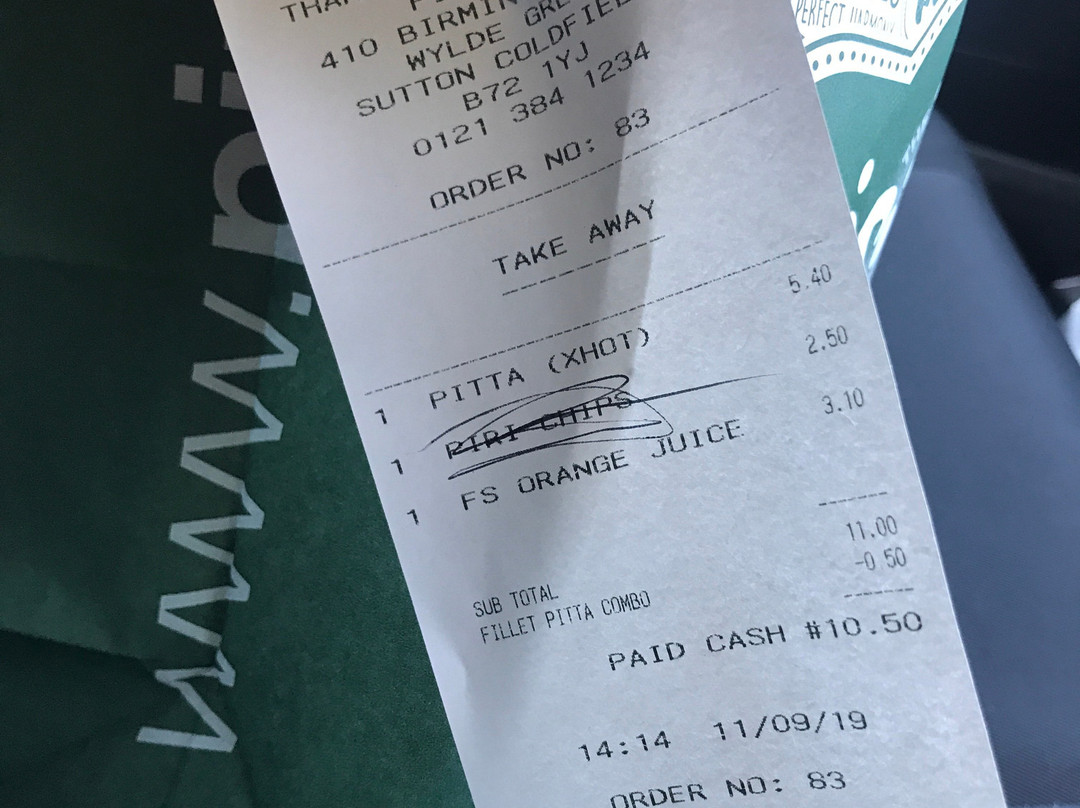 410 BIRMIN
WYLDE GRE
SUTTON COLDFIEL
B72 1YJ
0121 384 1234
ORDER NO: 83
TAKE AWAY
1 PITTA (XHOT) 5.40
1 PIRI CHIPS 2.50
1 FS ORANGE JUICE 3.10
11.00
SUB TOTAL -0 50
FILLET PITTA COMBO
PAID CASH #10.50
14:14 11/09/19
ORDER NO: 83
www.pi
PERFECT